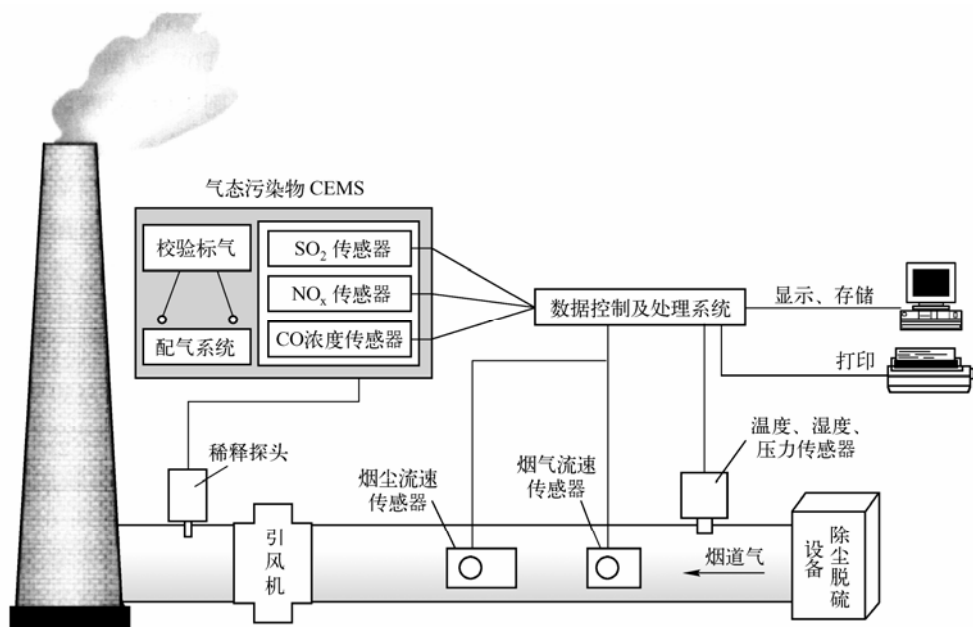 气态污染物 CEMS
校验标气
配气系统
SO₂ 传感器
NOₓ 传感器
CO浓度传感器
数据控制及处理系统
显示、存储
打印
稀释探头
烟尘流速
传感器
烟气流速
传感器
温度、湿度、
压力传感器
引风机
烟道气
除尘脱硫
设备